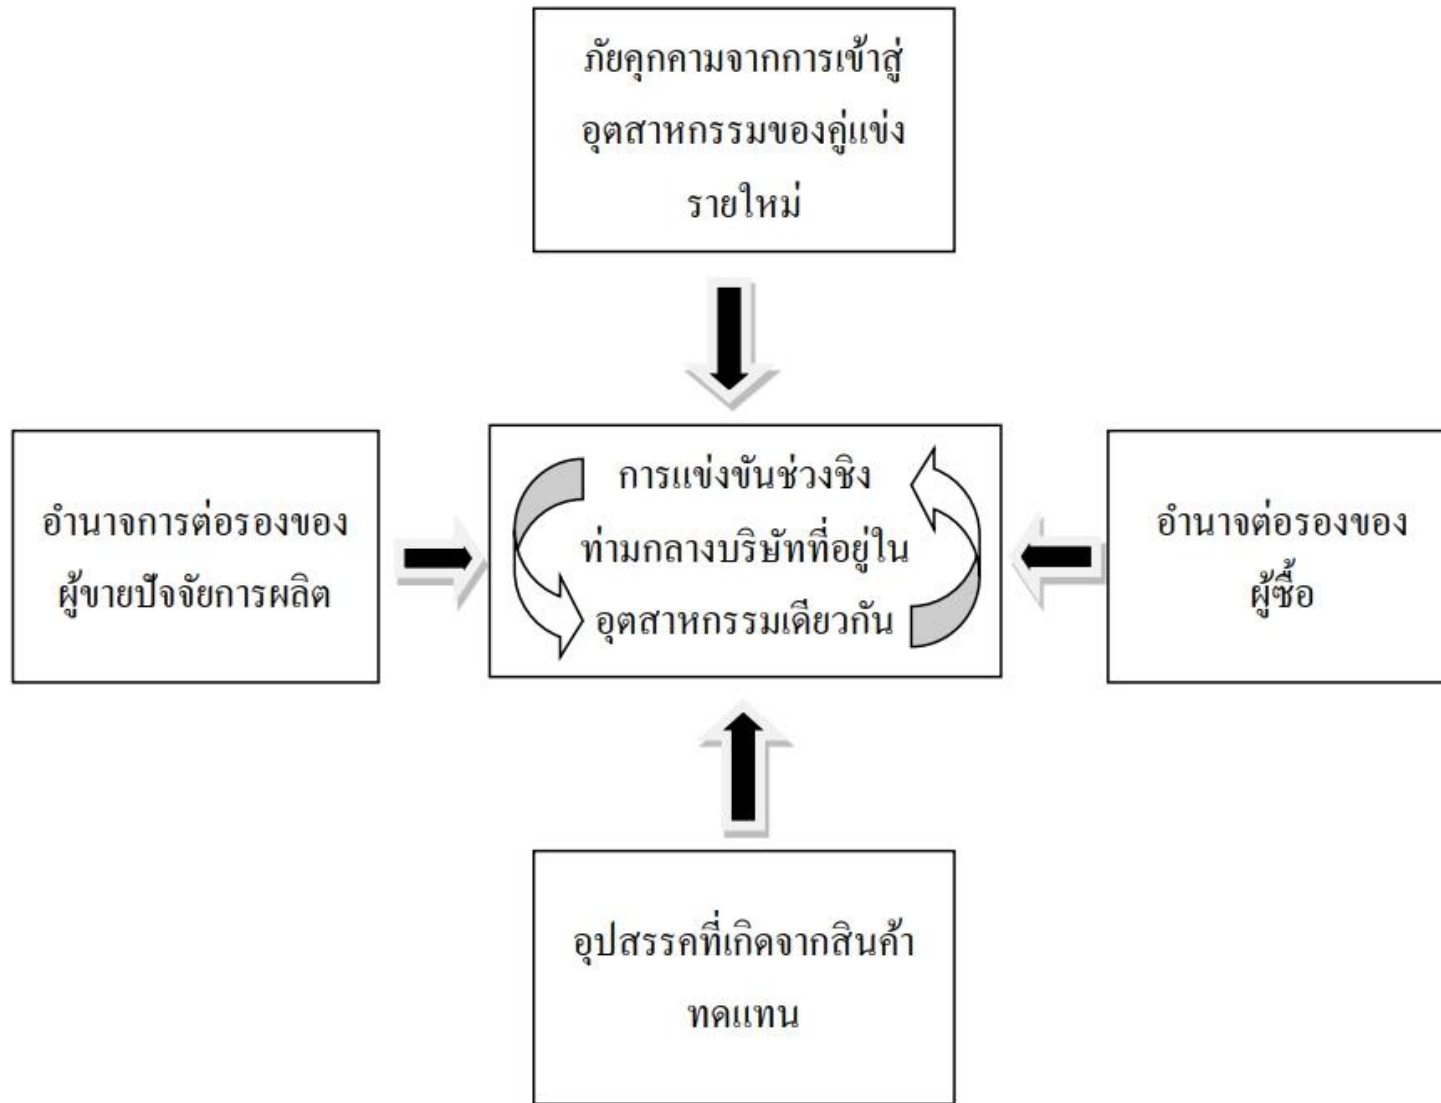 ภัยคุกคามจากการเข้าสู่
อุตสาหกรรมของคู่แข่ง
รายใหม่
อำนาจการต่อรองของ
ผู้ขายปัจจัยการผลิต
การแข่งขันช่วงชิง
ท่ามกลางบริษัทที่อยู่ใน
อุตสาหกรรมเดียวกัน
อำนาจต่อรองของ
ผู้ซื้อ
อุปสรรคที่เกิดจากสินค้า
ทดแทน